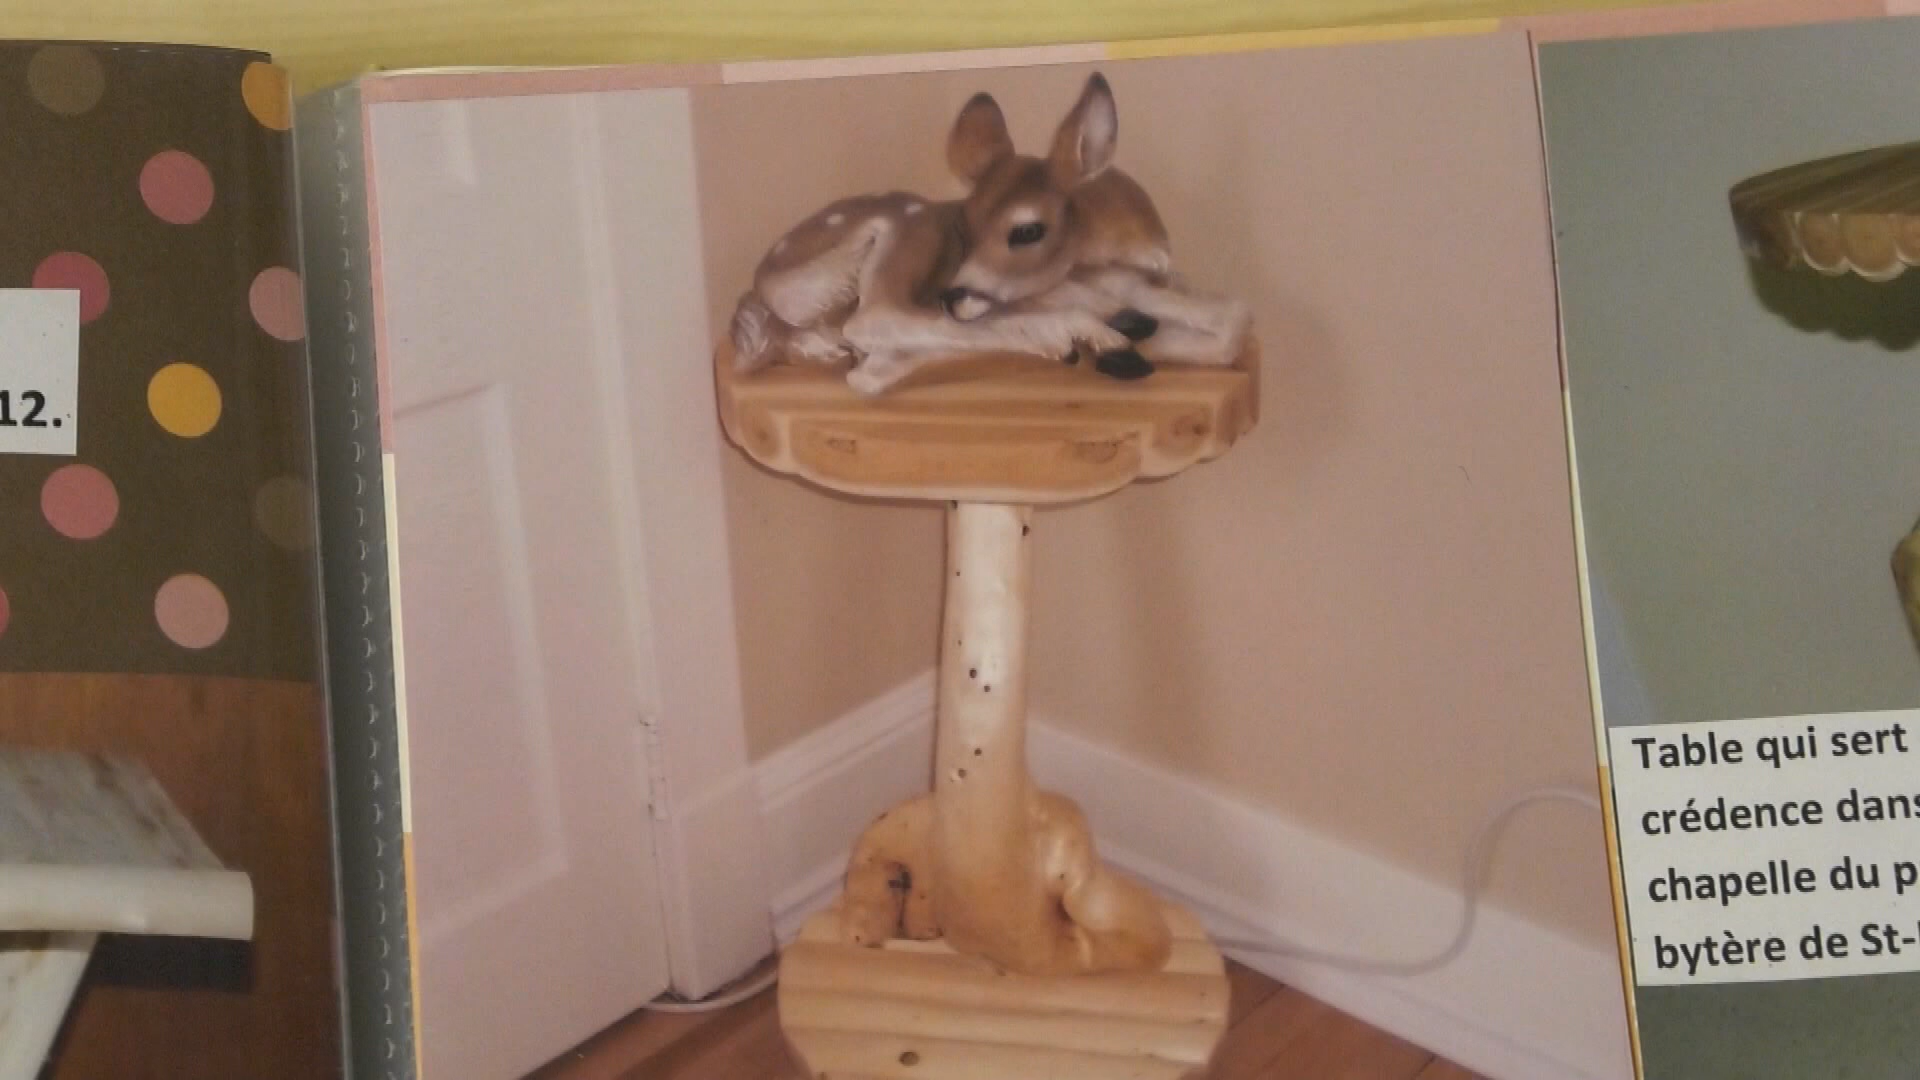 12.
Table qui sert
crédence dans
chapelle du
bytère de St-